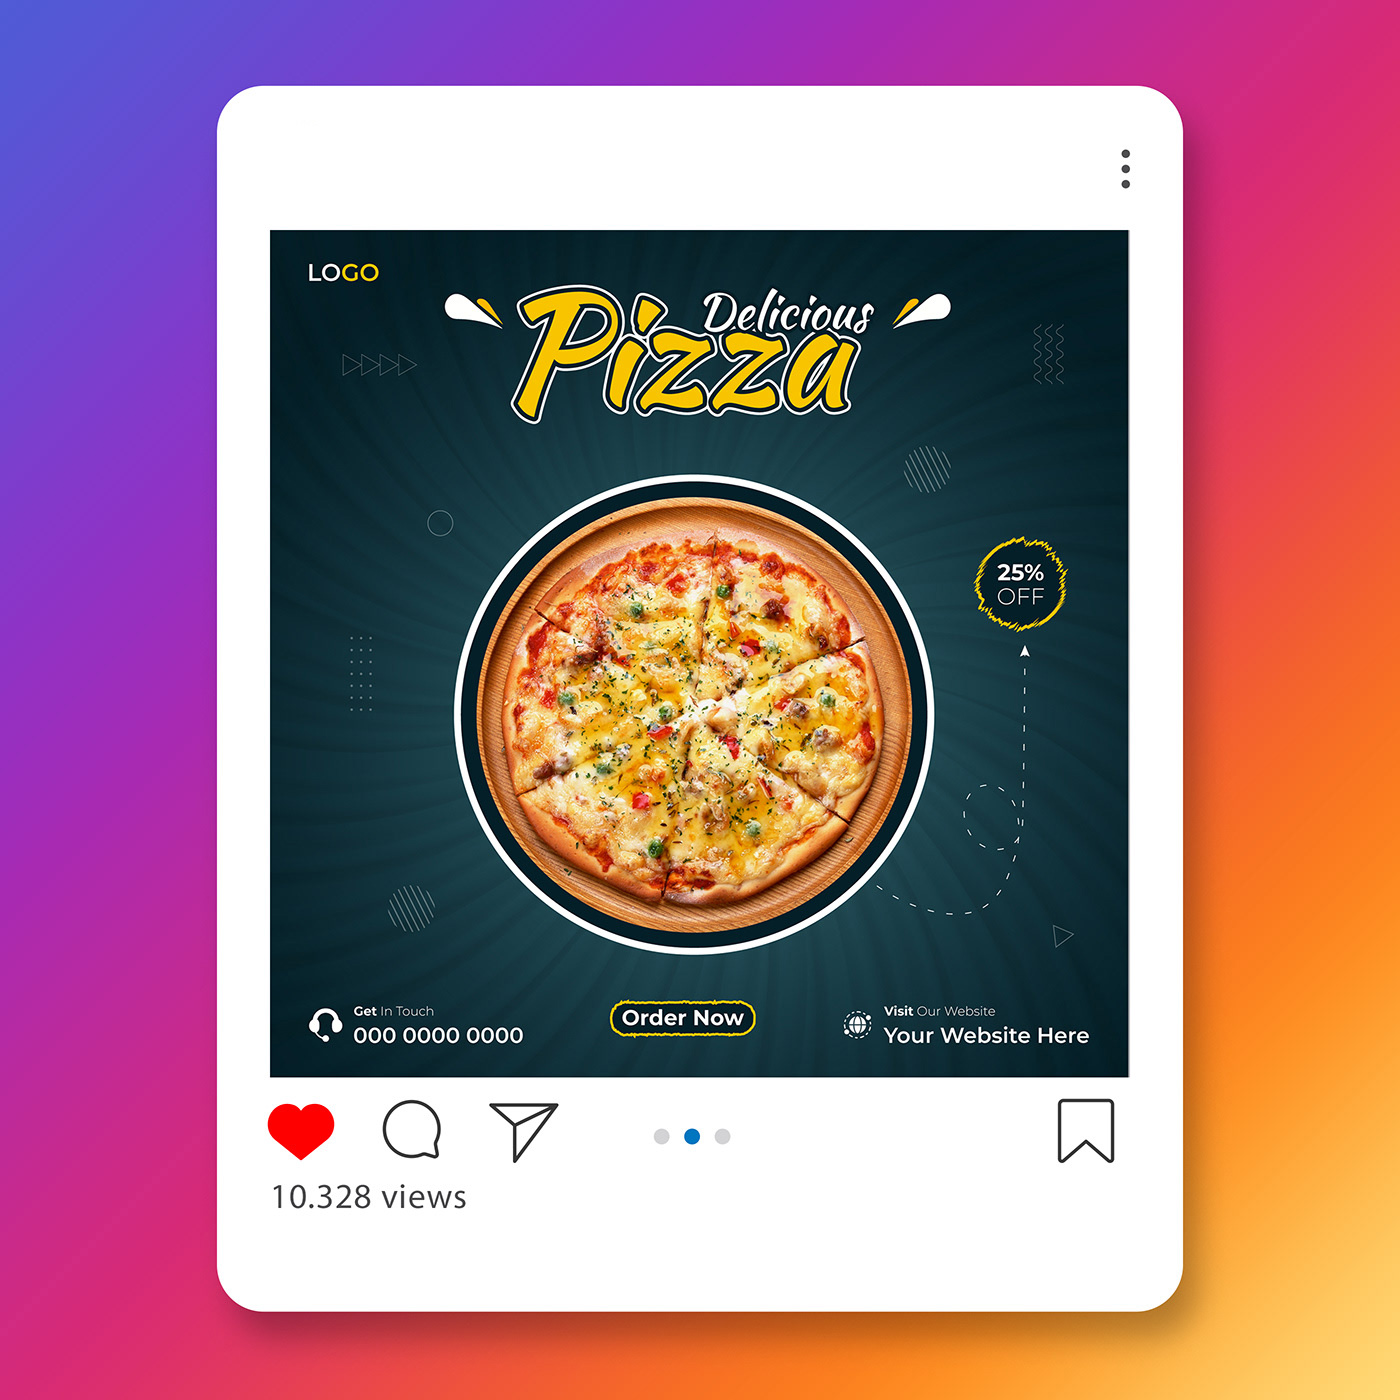 LOGO
Delicious
Pizza
25%
OFF
Get In Touch
000 0000 0000
Order Now
Visit Our Website
Your Website Here
10.328 views